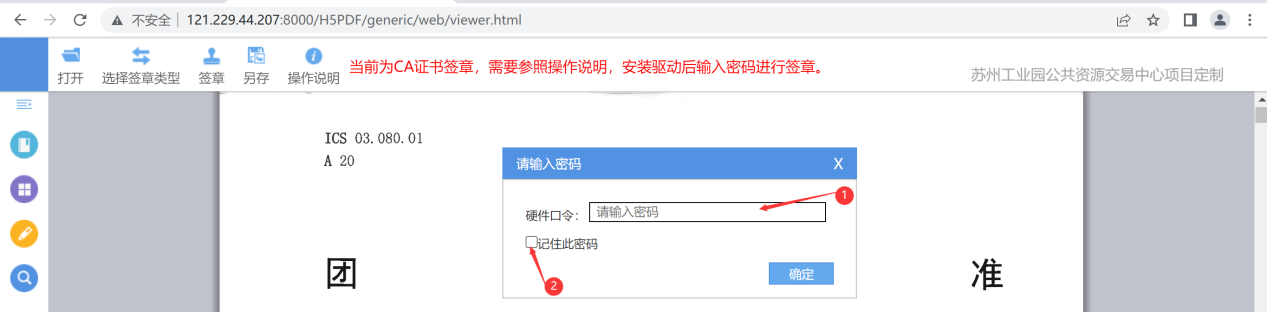 不安全 121.229.44.207:8000/H5PDF/generic/web/viewer.html
打开 选择签章类型 签章 另存 操作说明
当前为CA证书签章，需要参照操作说明，安装驱动后输入密码进行签章。
苏州工业园公共资源交易中心项目定制
ICS 03.080.01
A 20
请输入密码 X
硬件口令： 请输入密码
1
记住此密码
2
确定
团 准